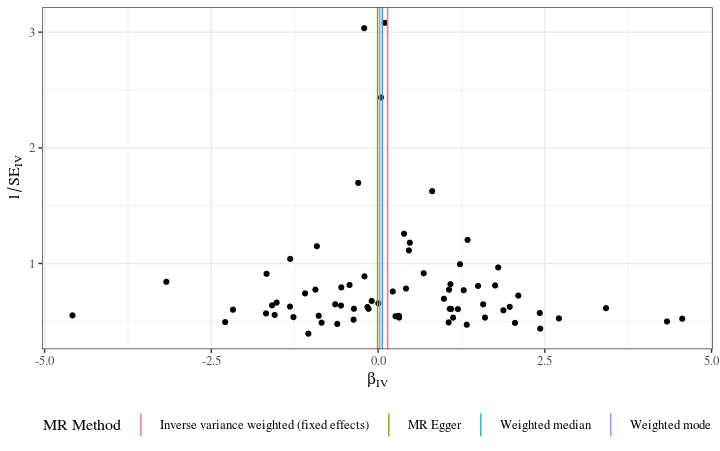 3
2
1
1/SE_IV
-5.0
-2.5
0.0
2.5
5.0
β_IV
MR Method
Inverse variance weighted (fixed effects)
MR Egger
Weighted median
Weighted mode